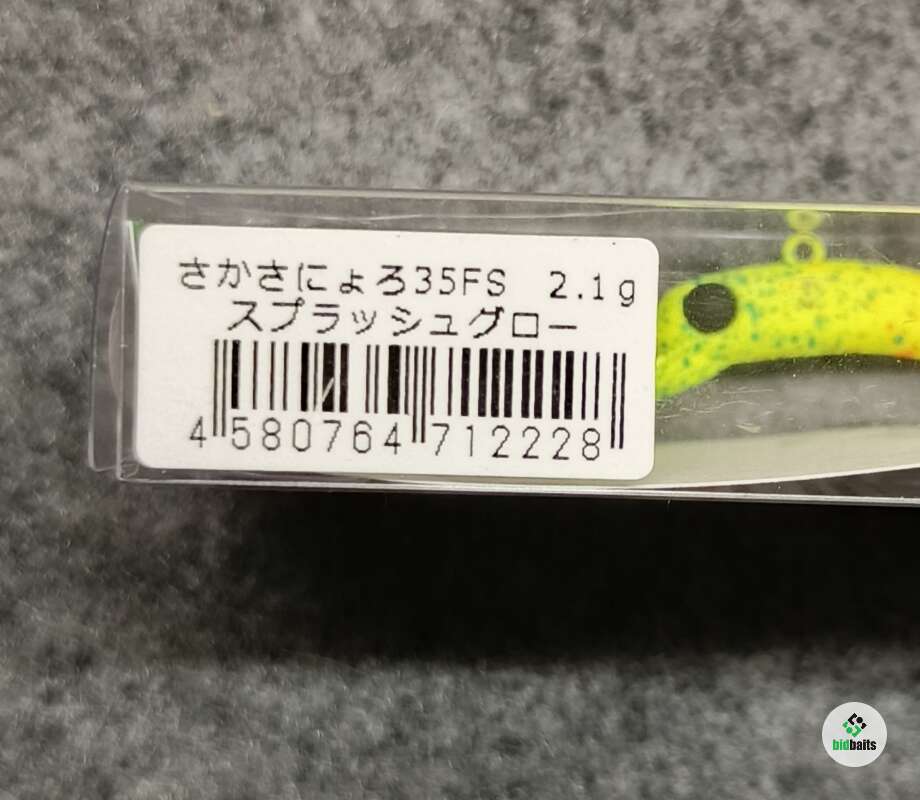 さかさにょろ35FS 2.1g
スプラッシュグロー
4 580764 712228
bidbaits